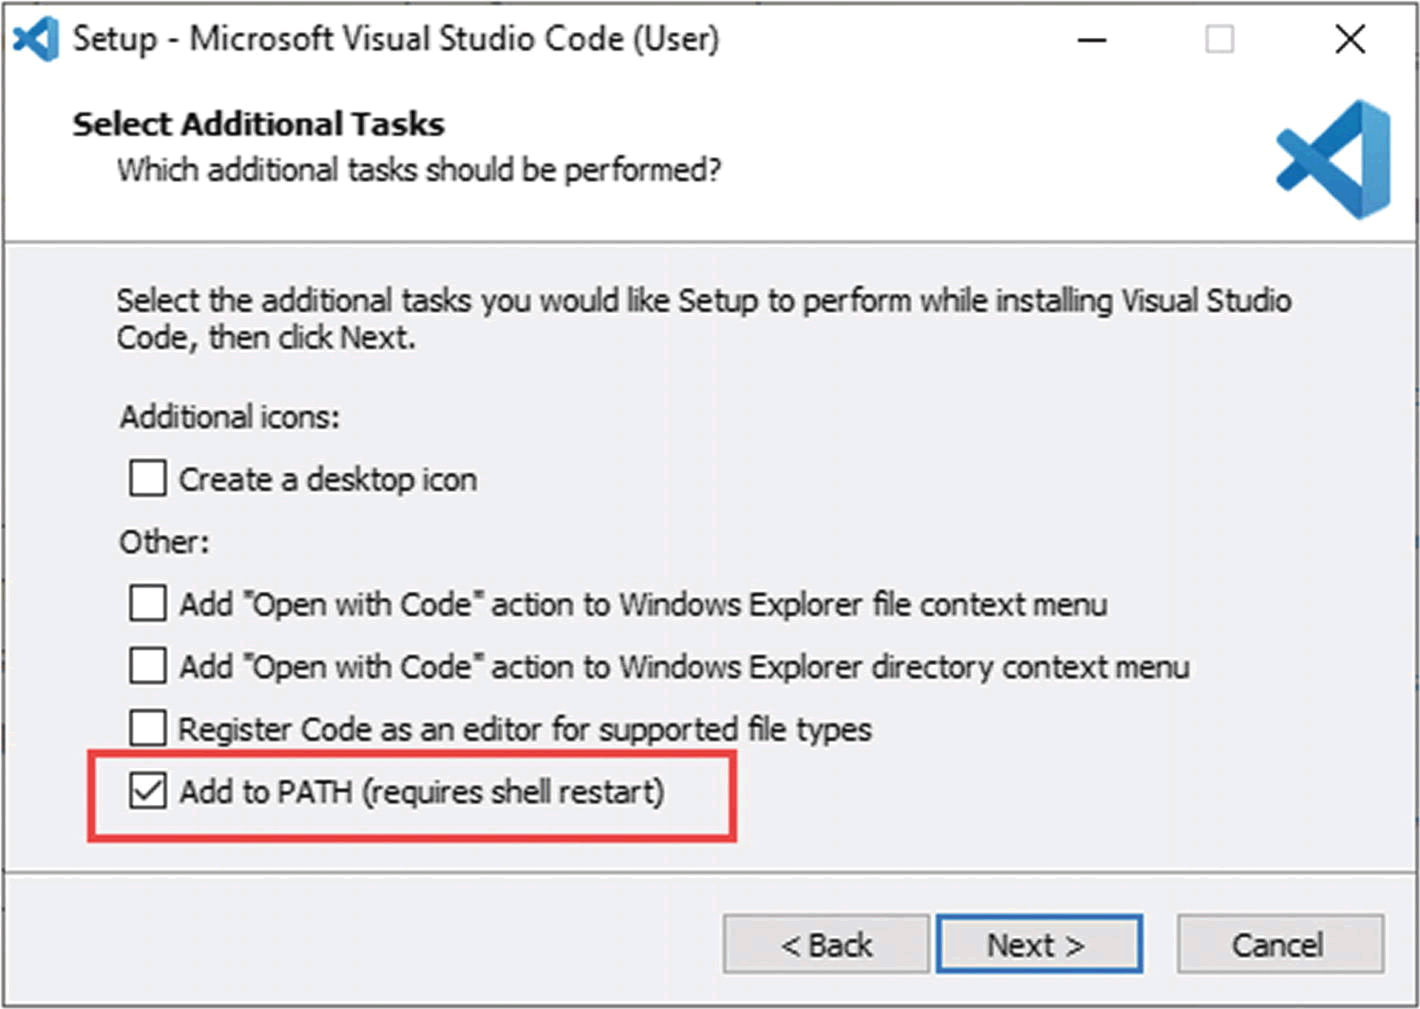 Setup - Microsoft Visual Studio Code (User)
Select Additional Tasks
Which additional tasks should be performed?
Select the additional tasks you would like Setup to perform while installing Visual Studio
Code, then click Next.
Additional icons:
Create a desktop icon
Other:
Add "Open with Code" action to Windows Explorer file context menu
Add "Open with Code" action to Windows Explorer directory context menu
Register Code as an editor for supported file types
Add to PATH (requires shell restart)
< Back
Next >
Cancel